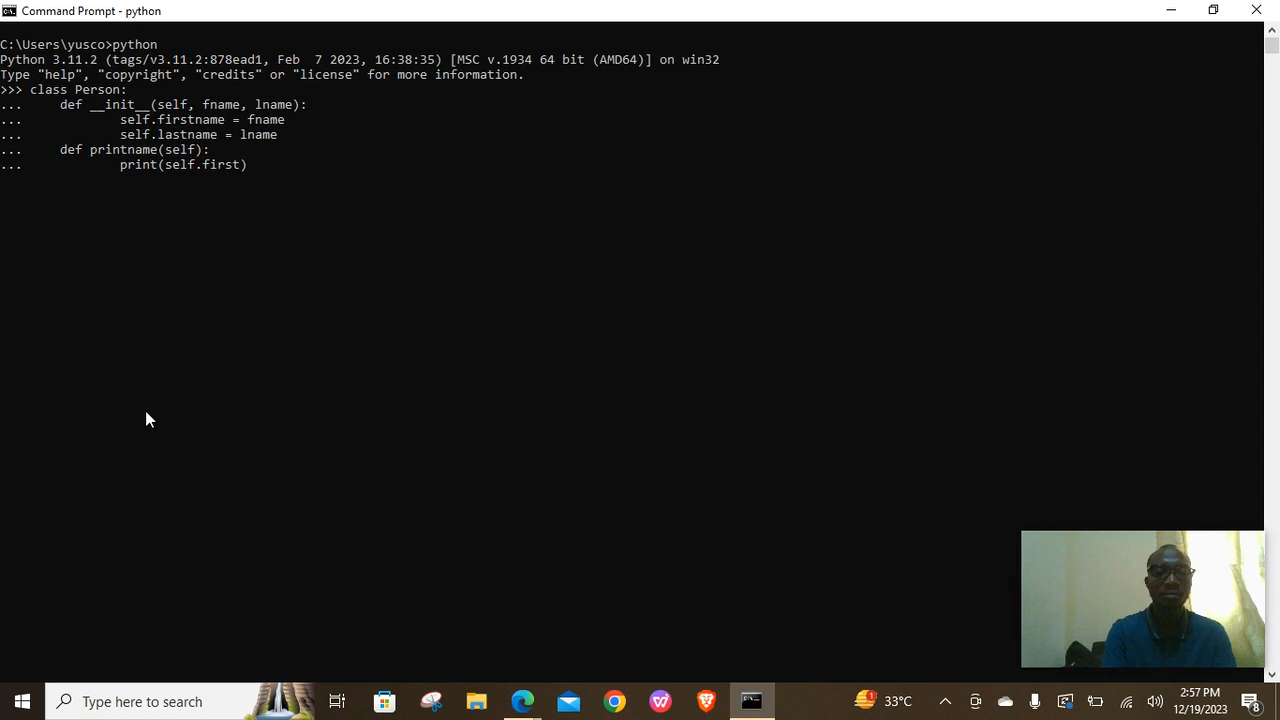 Command Prompt - python
C:\Users\yusco>python
Python 3.11.2 (tags/v3.11.2:878ead1, Feb  7 2023, 16:38:35) [MSC v.1934 64 bit (AMD64)] on win32
Type "help", "copyright", "credits" or "license" for more information.
>>> class Person:
...     def __init__(self, fname, lname):
...             self.firstname = fname
...             self.lastname = lname
...     def printname(self):
...             print(self.first)
Type here to search
1
33°C
2:57 PM
12/19/2023
8